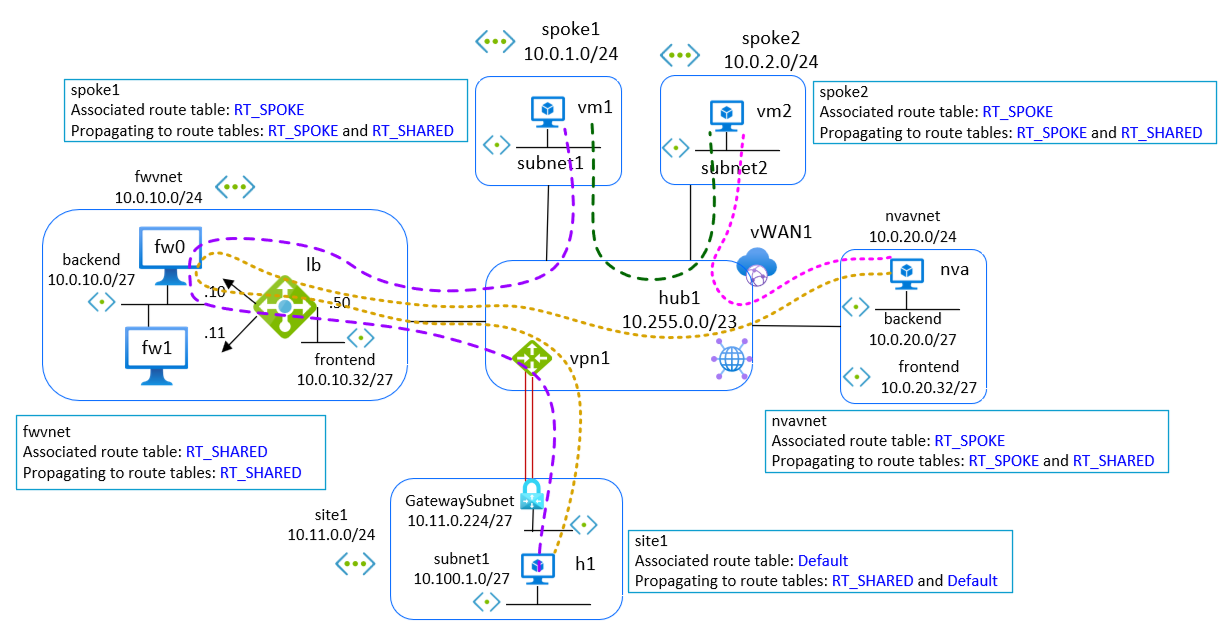 spoke1
10.0.1.0/24
spoke2
10.0.2.0/24
spoke1
Associated route table: RT_SPOKE
Propagating to route tables: RT_SPOKE and RT_SHARED
vm1
subnet1
vm2
subnet2
spoke2
Associated route table: RT_SPOKE
Propagating to route tables: RT_SPOKE and RT_SHARED
fwvnet
10.0.10.0/24
fw0
backend
10.0.10.0/27
lb
.10
.50
.11
fw1
frontend
10.0.10.32/27
vWAN1
hub1
10.255.0.0/23
vpn1
nvavnet
10.0.20.0/24
nva
backend
10.0.20.0/27
frontend
10.0.20.32/27
fwvnet
Associated route table: RT_SHARED
Propagating to route tables: RT_SHARED
nvavnet
Associated route table: RT_SPOKE
Propagating to route tables: RT_SPOKE and RT_SHARED
site1
10.11.0.0/24
GatewaySubnet
10.11.0.224/27
subnet1
10.100.1.0/27
h1
site1
Associated route table: Default
Propagating to route tables: RT_SHARED and Default